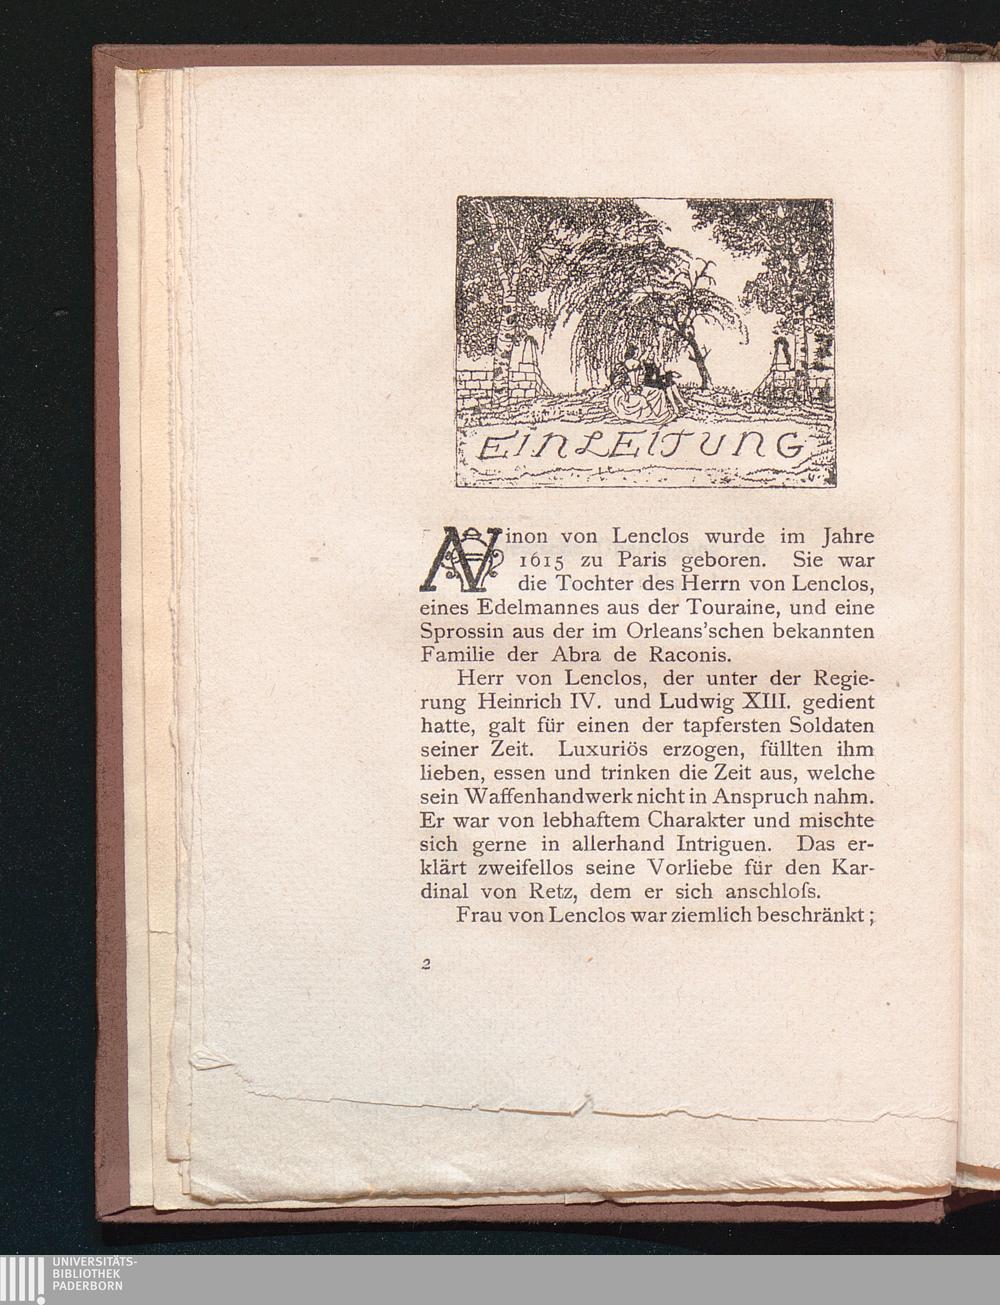 EINLEITUNG
Ninon von Lenclos wurde im Jahre
1615 zu Paris geboren. Sie war
die Tochter des Herrn von Lenclos,
eines Edelmannes aus der Touraine, und eine
Sprossin aus der im Orleans'schen bekannten
Familie der Abra de Raconis.
Herr von Lenclos, der unter der Regie-
rung Heinrich IV. und Ludwig XIII. gedient
hatte, galt für einen der tapfersten Soldaten
seiner Zeit. Luxuriös erzogen, füllten ihm
lieben, essen und trinken die Zeit aus, welche
sein Waffenhandwerk nicht in Anspruch nahm.
Er war von lebhaftem Charakter und mischte
sich gerne in allerhand Intriguen. Das er-
klärt zweifellos seine Vorliebe für den Kar-
dinal von Retz, dem er sich anschloſs.
Frau von Lenclos war ziemlich beschränkt;
2
UNIVERSITÄTS-
BIBLIOTHEK
PADERBORN